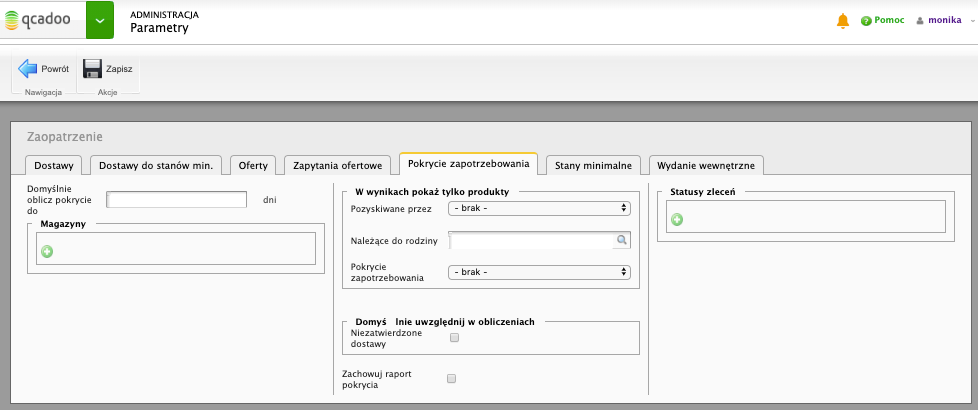 qcadoo
ADMINISTRACJA
Parametry
Pomoc
monika
Powrót
Nawigacja
Zapisz
Akcje
Zaopatrzenie
Dostawy
Dostawy do stanów min.
Oferty
Zapytania ofertowe
Pokrycie zapotrzebowania
Stany minimalne
Wydanie wewnętrzne
Domyślnie
oblicz pokrycie
do
dni
Magazyny
W wynikach pokaż tylko produkty
Pozyskiwane przez
- brak -
Należące do rodziny
Pokrycie
zapotrzebowania
- brak -
Domyś lnie uwzględnij w obliczeniach
Niezatwierdzone
dostawy
Zachowuj raport
pokrycia
Statusy zleceń